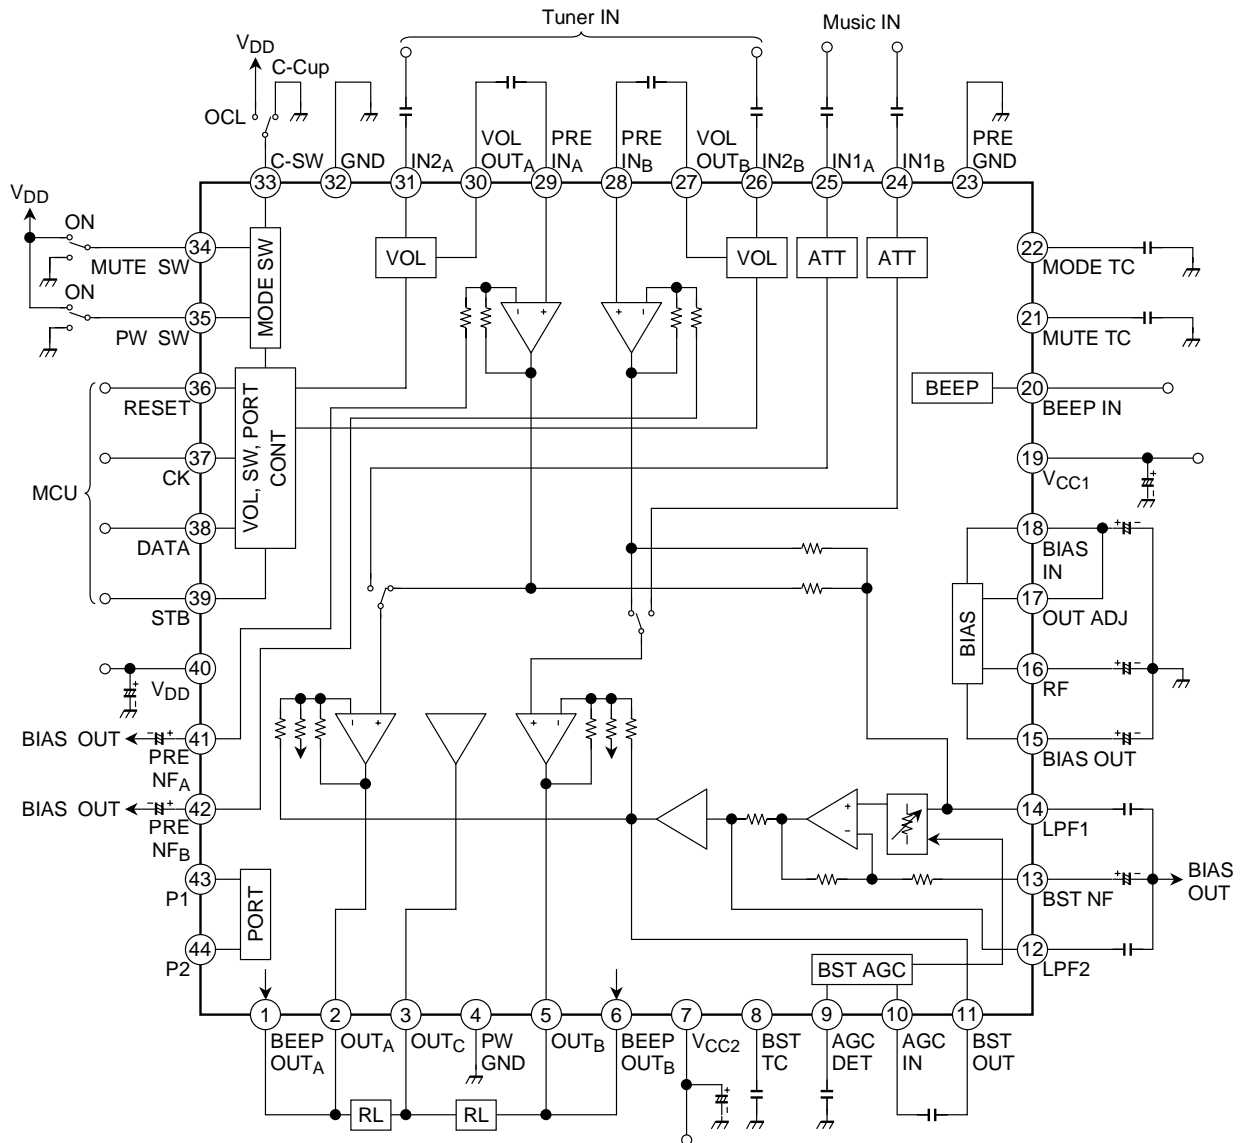 Tuner IN
Music IN
VDD
C-Cup
OCL
C-SW
GND
IN2A
VOL OUTA
PRE INA
PRE INB
VOL OUTB
IN2B
IN1A
IN1B
PRE GND
33
32
31
30
29
28
27
26
25
24
23
VDD
ON
34
MUTE SW
ON
35
PW SW
MODE SW
VOL
VOL
ATT
ATT
22
MODE TC
21
MUTE TC
MCU
36
RESET
37
CK
38
DATA
39
STB
VOL, SW, PORT CONT
BEEP
20
BEEP IN
19
VCC1
18
BIAS IN
17
OUT ADJ
BIAS
16
RF
15
BIAS OUT
40
VDD
BIAS OUT
41
PRE NFA
BIAS OUT
42
PRE NFB
43
P1
44
P2
PORT
14
LPF1
13
BST NF
BIAS OUT
12
LPF2
BST AGC
1
2
3
4
5
6
7
8
9
10
11
BEEP OUTA
OUTA
OUTC
PW GND
OUTB
BEEP OUTB
VCC2
BST TC
AGC DET
AGC IN
BST OUT
RL
RL